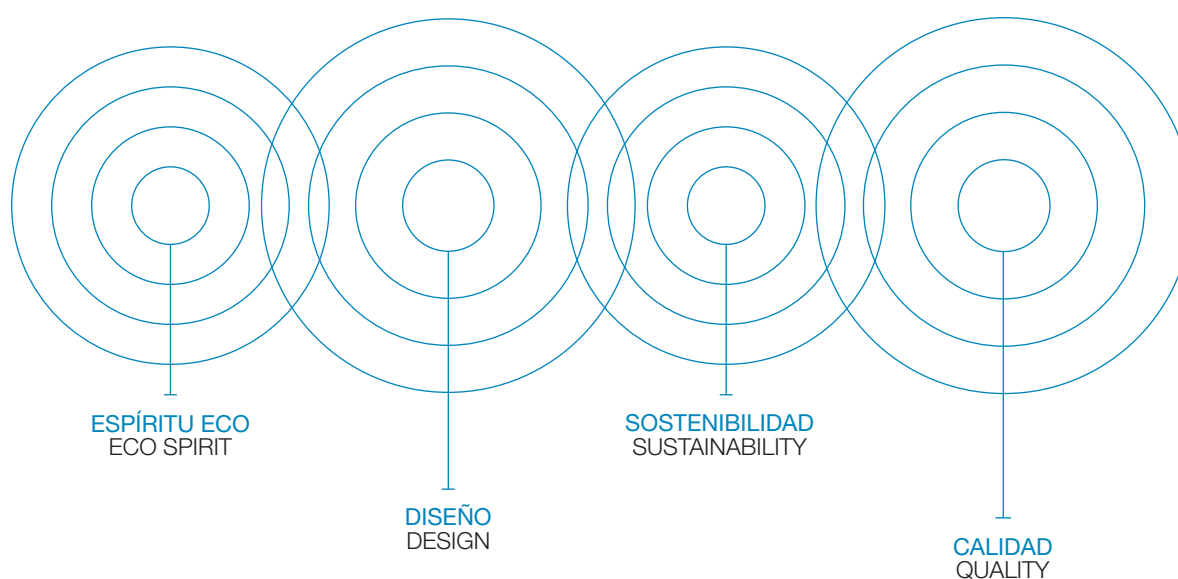 ESPÍRITU ECO
ECO SPIRIT
DISEÑO
DESIGN
SOSTENIBILIDAD
SUSTAINABILITY
CALIDAD
QUALITY